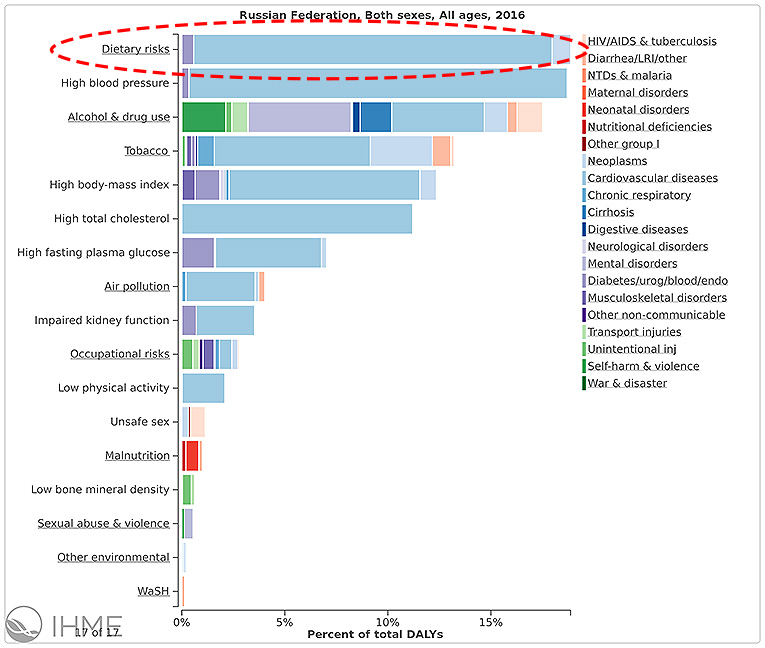 Russian Federation, Both sexes, All ages, 2016
Dietary risks
High blood pressure
Alcohol & drug use
Tobacco
High body-mass index
High total cholesterol
High fasting plasma glucose
Air pollution
Impaired kidney function
Occupational risks
Low physical activity
Unsafe sex
Malnutrition
Low bone mineral density
Sexual abuse & violence
Other environmental
WaSH
HIV/AIDS & tuberculosis
Diarrhea/LRI/other
NTDs & malaria
Maternal disorders
Neonatal disorders
Nutritional deficiencies
Other group I
Neoplasms
Cardiovascular diseases
Chronic respiratory
Cirrhosis
Digestive diseases
Neurological disorders
Mental disorders
Diabetes/urog/blood/endo
Musculoskeletal disorders
Other non-communicable
Transport injuries
Unintentional inj
Self-harm & violence
War & disaster
0% 5% 10% 15%
Percent of total DALYs
IHME
17 of 17